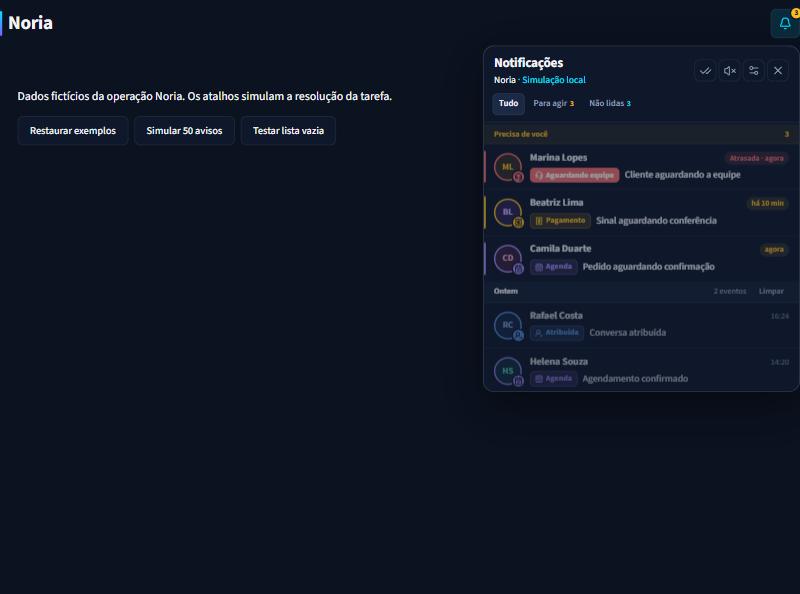 Noria
3
Notificações
Noria · Simulação local
Dados fictícios da operação Noria. Os atalhos simulam a resolução da tarefa.
Restaurar exemplos
Simular 50 avisos
Testar lista vazia
Tudo
Para agir 3
Não lidas 3
Precisa de você
3
ML
Marina Lopes
Atrasada · agora
Aguardando equipe
Cliente aguardando a equipe
BL
Beatriz Lima
há 10 min
Pagamento
Sinal aguardando conferência
CD
Camila Duarte
agora
Agenda
Pedido aguardando confirmação
Ontem
2 eventos
Limpar
RC
Rafael Costa
16:24
Atribuída
Conversa atribuída
HS
Helena Souza
14:20
Agenda
Agendamento confirmado